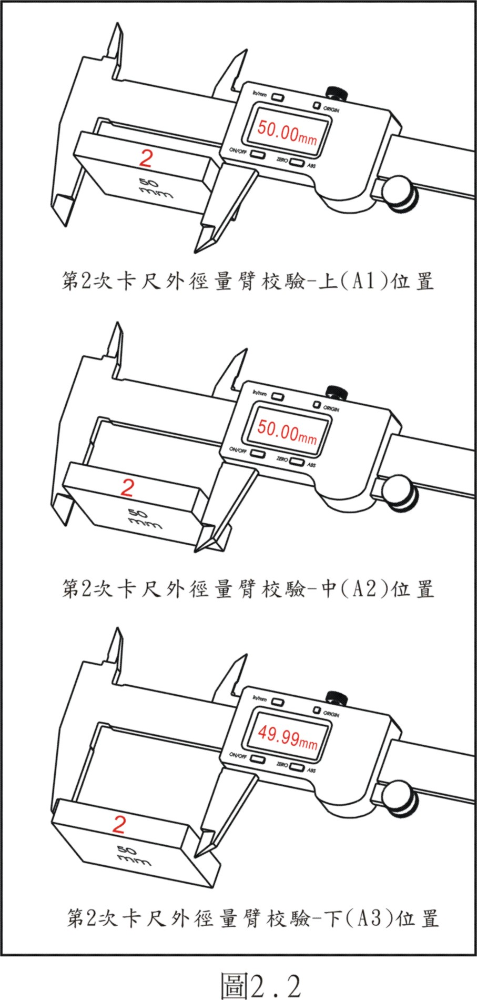 In/mm
ORIGIN
50.00mm
ON/OFF
ZERO
ABS
2
50
mm
第2次卡尺外徑量臂校驗-上(A1)位置
In/mm
ORIGIN
50.00mm
ON/OFF
ZERO
ABS
2
50
mm
第2次卡尺外徑量臂校驗-中(A2)位置
In/mm
ORIGIN
49.99mm
ON/OFF
ZERO
ABS
2
50
mm
第2次卡尺外徑量臂校驗-下(A3)位置
圖2.2